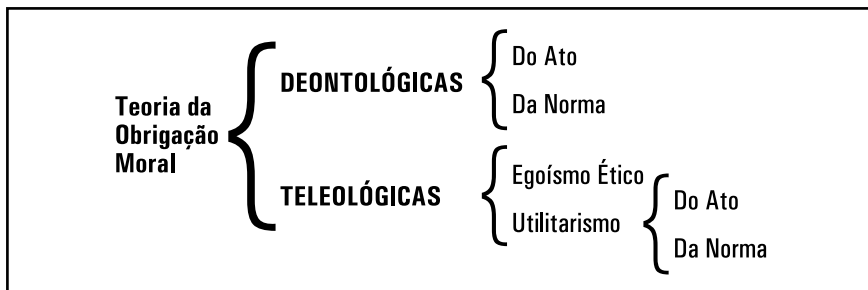 Teoria da
Obrigação
Moral
DEONTOLÓGICAS
Do Ato
Da Norma
TELEOLÓGICAS
Egoísmo Ético
Utilitarismo
Do Ato
Da Norma